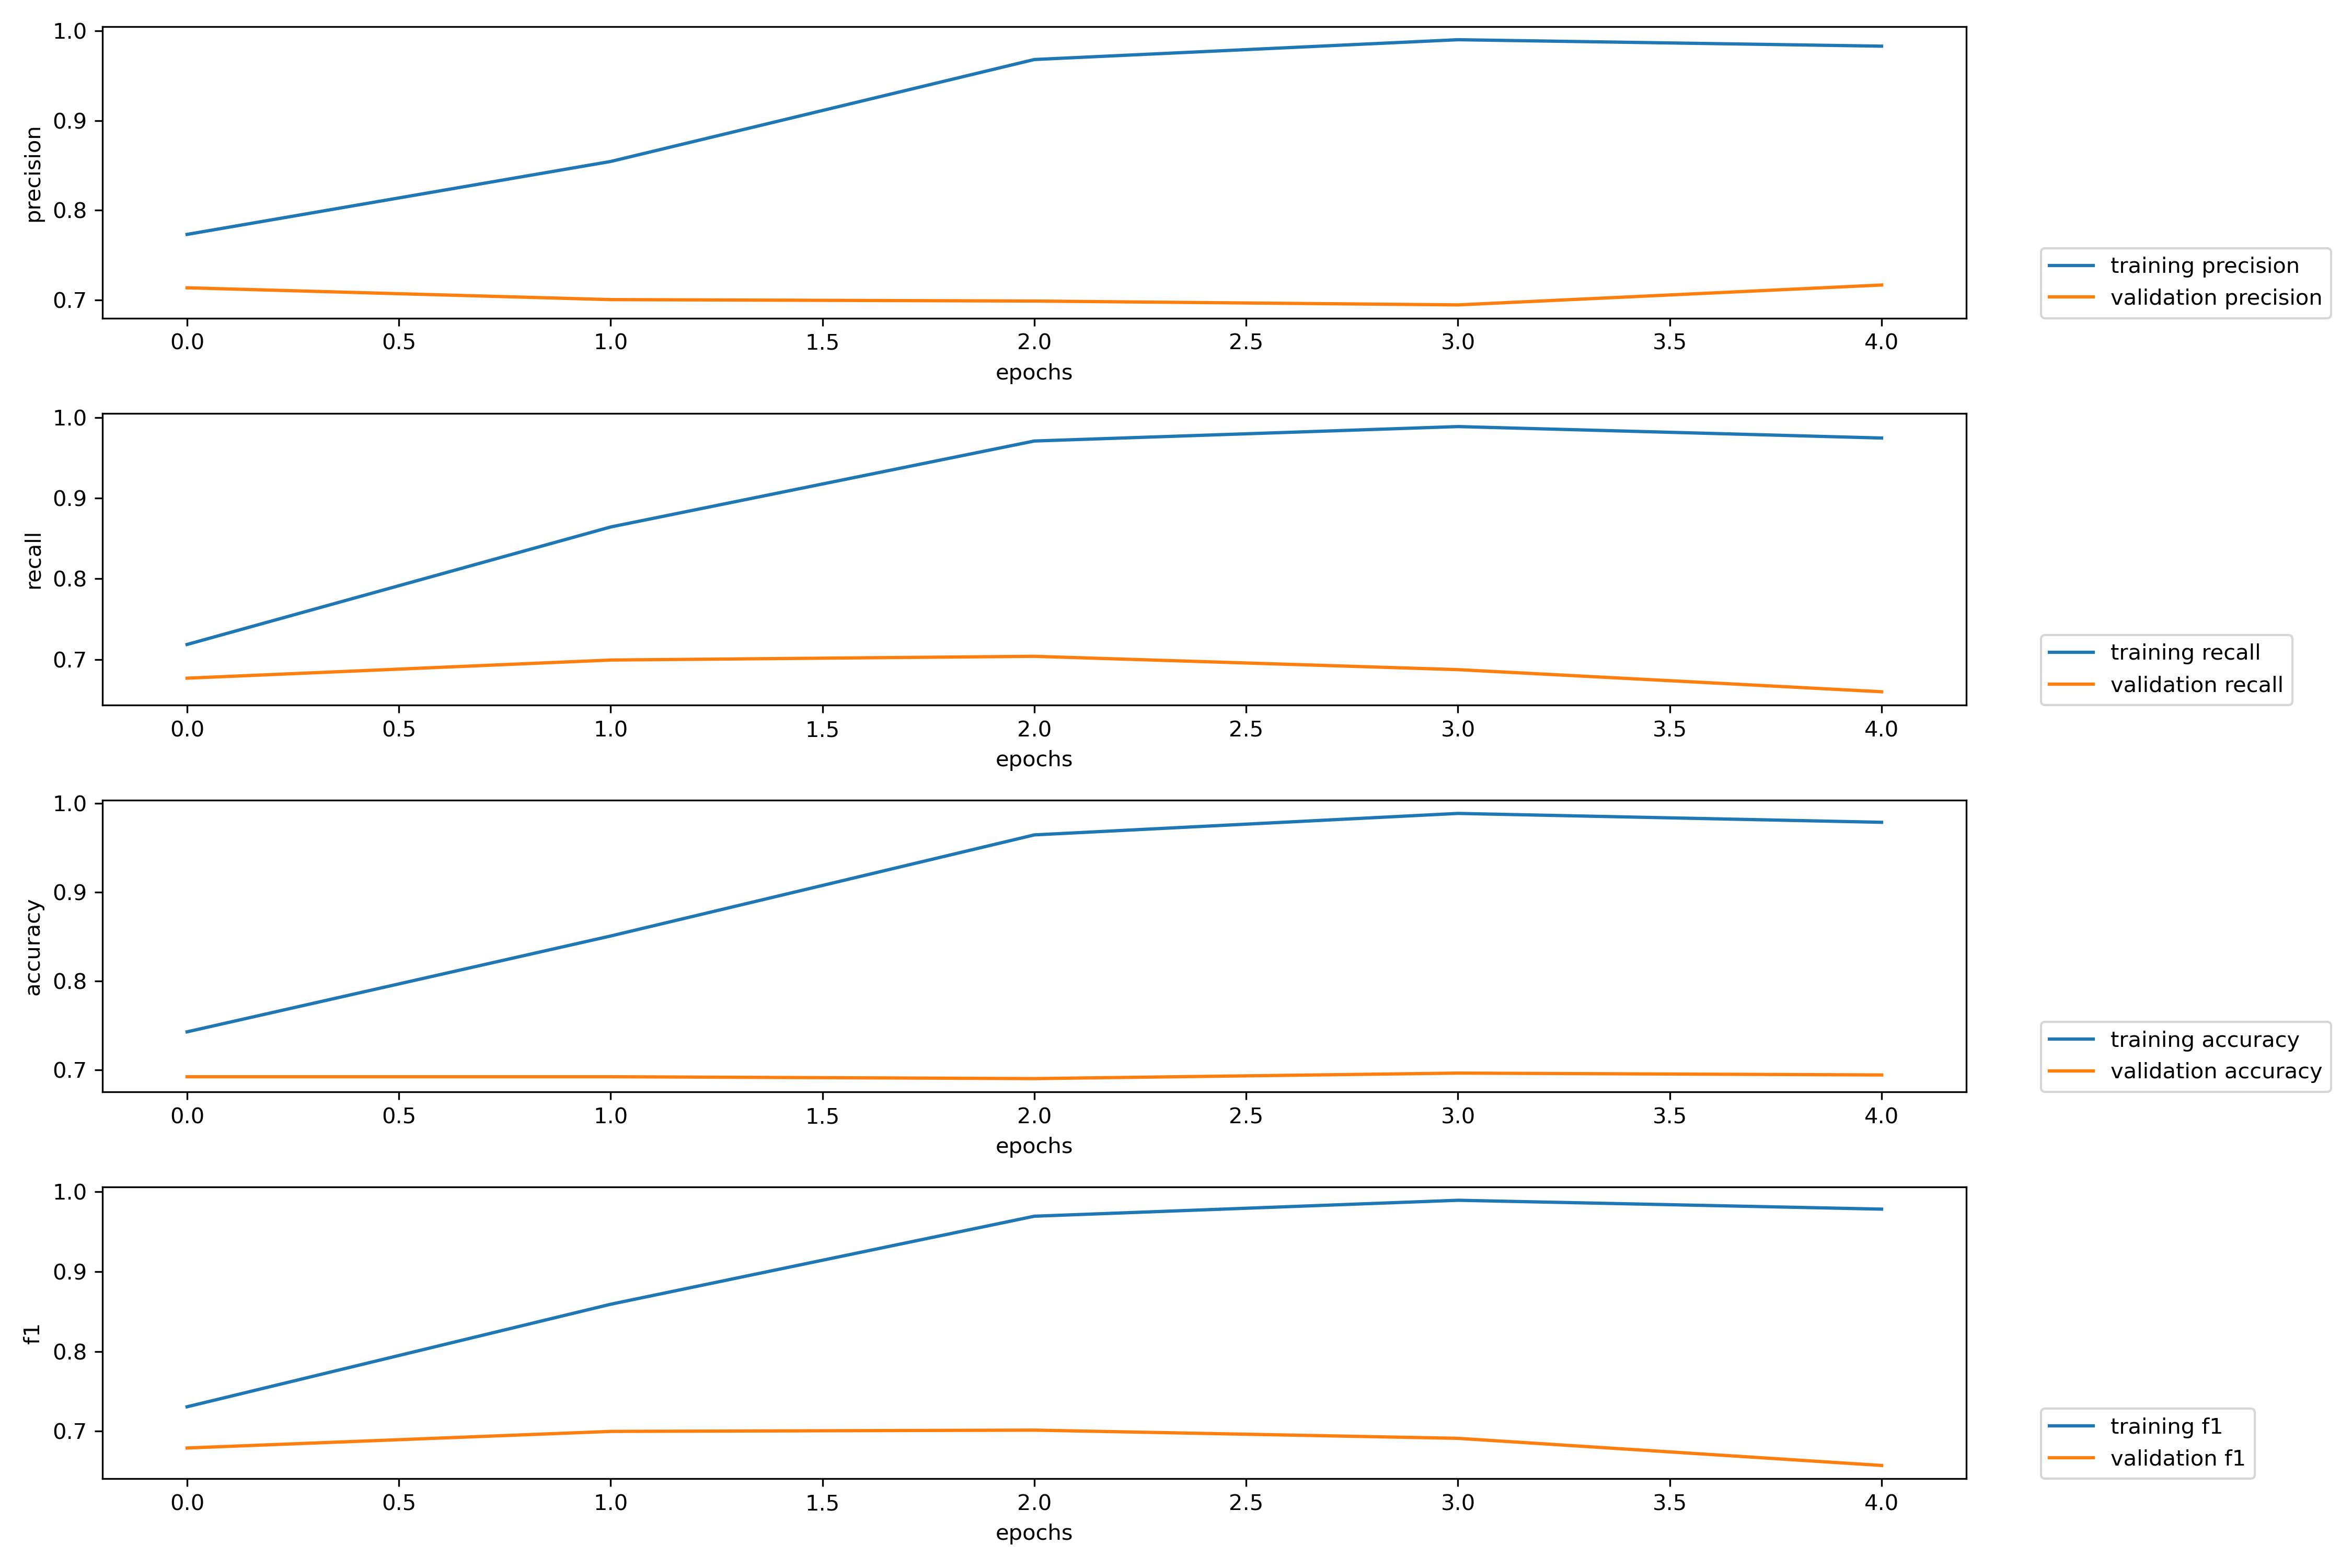 1.0
0.9
0.8
0.7
precision
0.0 0.5 1.0 1.5 2.0 2.5 3.0 3.5 4.0
epochs
training precision
validation precision
1.0
0.9
0.8
0.7
recall
0.0 0.5 1.0 1.5 2.0 2.5 3.0 3.5 4.0
epochs
training recall
validation recall
1.0
0.9
0.8
0.7
accuracy
0.0 0.5 1.0 1.5 2.0 2.5 3.0 3.5 4.0
epochs
training accuracy
validation accuracy
1.0
0.9
0.8
0.7
f1
0.0 0.5 1.0 1.5 2.0 2.5 3.0 3.5 4.0
epochs
training f1
validation f1